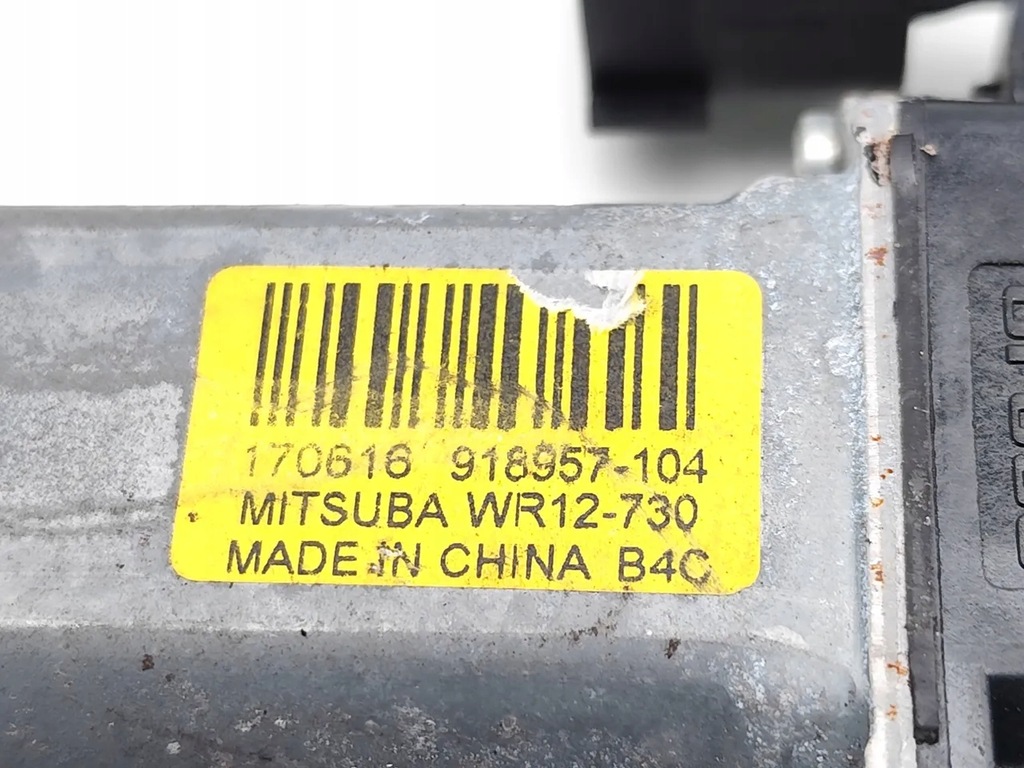 170616 918957-104
MITSUBA WR12-730
MADE IN CHINA B4C